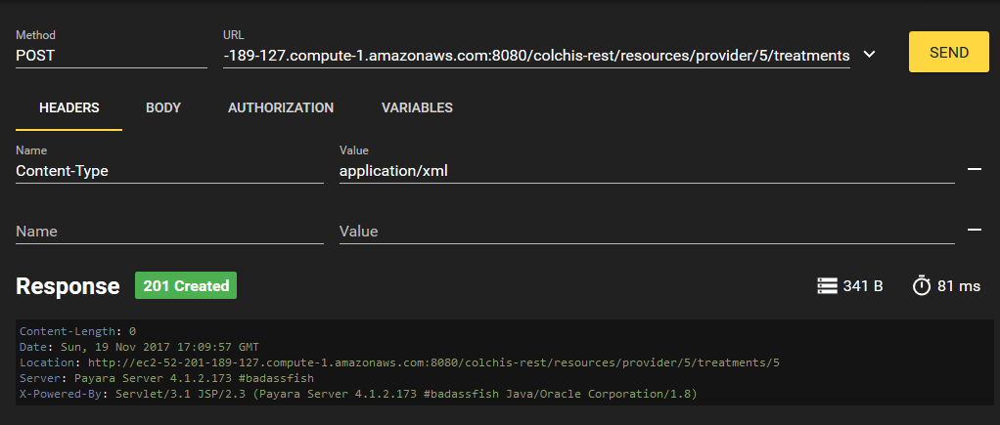 Method URL
POST -189-127.compute-1.amazonaws.com:8080/colchis-rest/resources/provider/5/treatments SEND
HEADERS BODY AUTHORIZATION VARIABLES
Name Value
Content-Type application/xml
Name Value
Response 201 Created 341 B 81 ms
Content-Length: 0
Date: Sun, 19 Nov 2017 17:09:57 GMT
Location: http://ec2-52-201-189-127.compute-1.amazonaws.com:8080/colchis-rest/resources/provider/5/treatments/5
Server: Payara Server 4.1.2.173 #badassfish
X-Powered-By: Servlet/3.1 JSP/2.3 (Payara Server 4.1.2.173 #badassfish Java/Oracle Corporation/1.8)